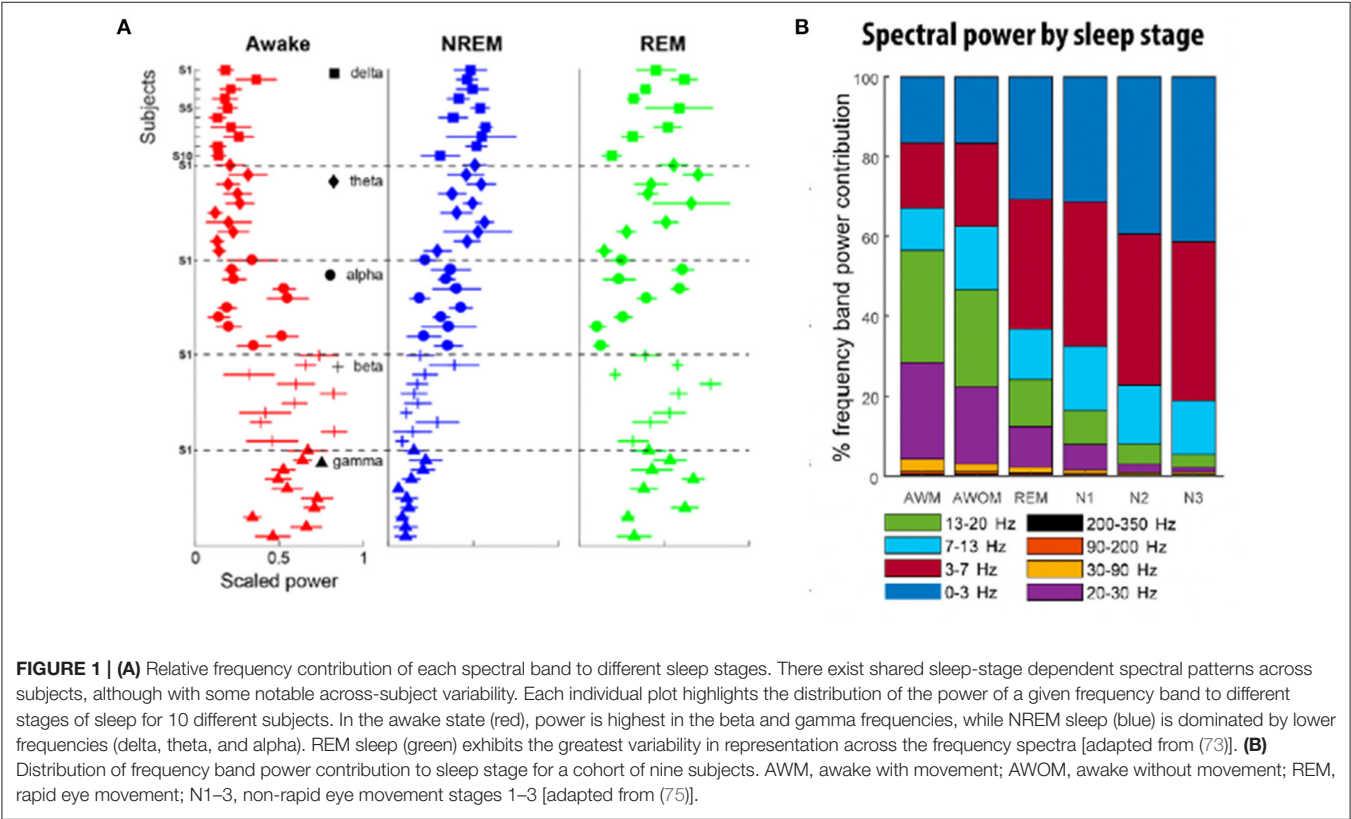 A
Awake
NREM
REM
Subjects
S1
S5
S10
S1
S1
S1
S1
delta
theta
alpha
beta
gamma
0
0.5
1
Scaled power
B
Spectral power by sleep stage
% frequency band power contribution
100
80
60
40
20
0
AWM AWOM REM N1 N2 N3
13-20 Hz 200-350 Hz
7-13 Hz 90-200 Hz
3-7 Hz 30-90 Hz
0-3 Hz 20-30 Hz
FIGURE 1 | (A) Relative frequency contribution of each spectral band to different sleep stages. There exist shared sleep-stage dependent spectral patterns across
subjects, although with some notable across-subject variability. Each individual plot highlights the distribution of the power of a given frequency band to different
stages of sleep for 10 different subjects. In the awake state (red), power is highest in the beta and gamma frequencies, while NREM sleep (blue) is dominated by lower
frequencies (delta, theta, and alpha). REM sleep (green) exhibits the greatest variability in representation across the frequency spectra [adapted from (73)]. (B)
Distribution of frequency band power contribution to sleep stage for a cohort of nine subjects. AWM, awake with movement; AWOM, awake without movement; REM,
rapid eye movement; N1–3, non-rapid eye movement stages 1–3 [adapted from (75)].